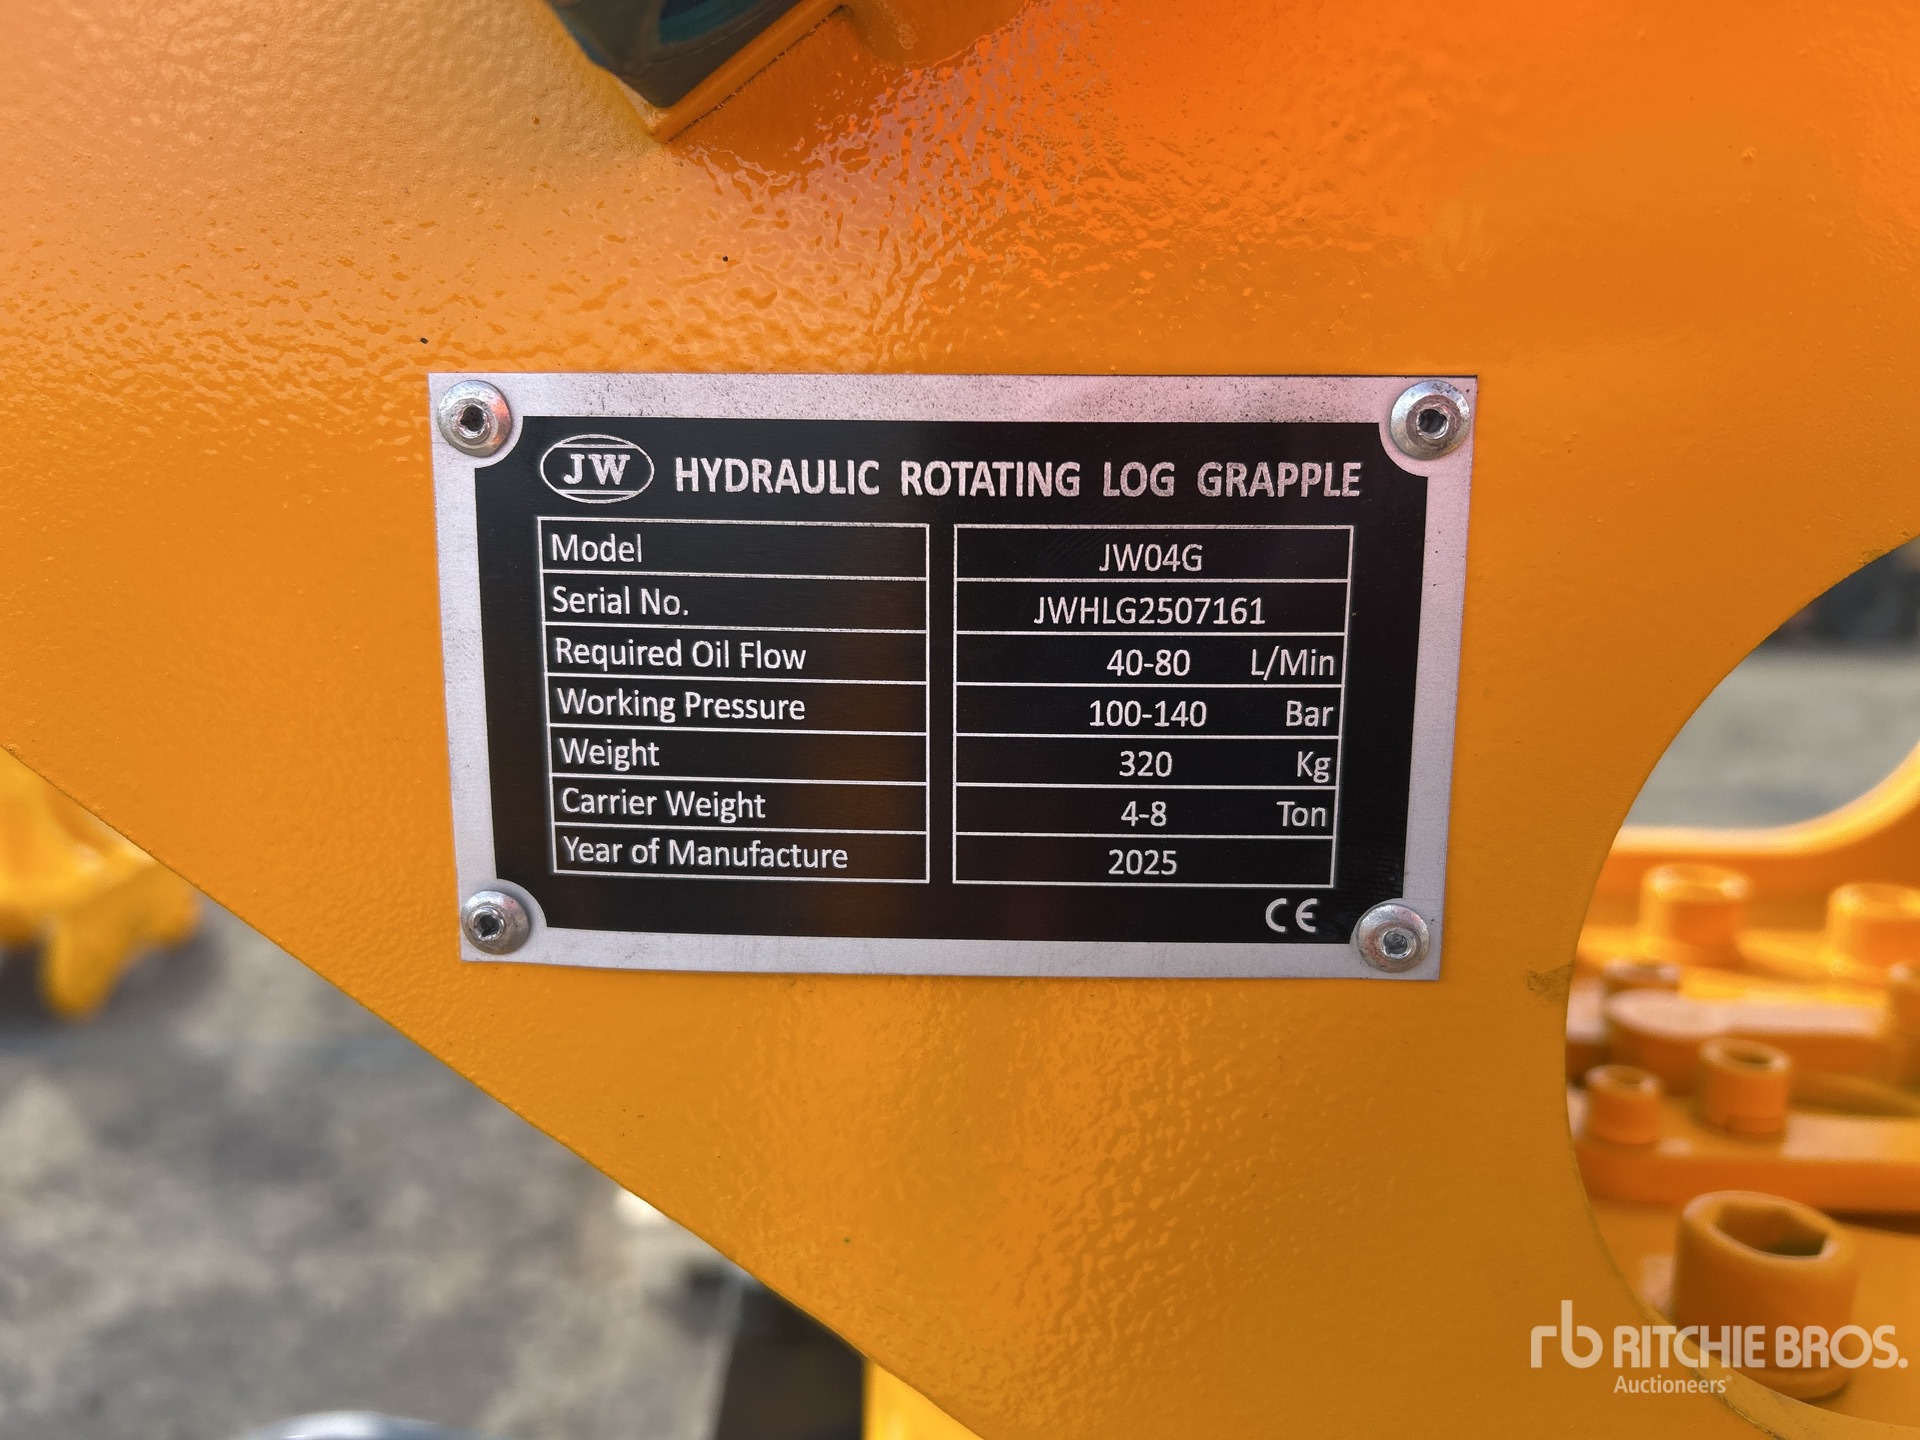 JW HYDRAULIC ROTATING LOG GRAPPLE
Model JW04G
Serial No. JWHLG2507161
Required Oil Flow 40-80 L/Min
Working Pressure 100-140 Bar
Weight 320 Kg
Carrier Weight 4-8 Ton
Year of Manufacture 2025
CE
rb RITCHIE BROS.
Auctioneers